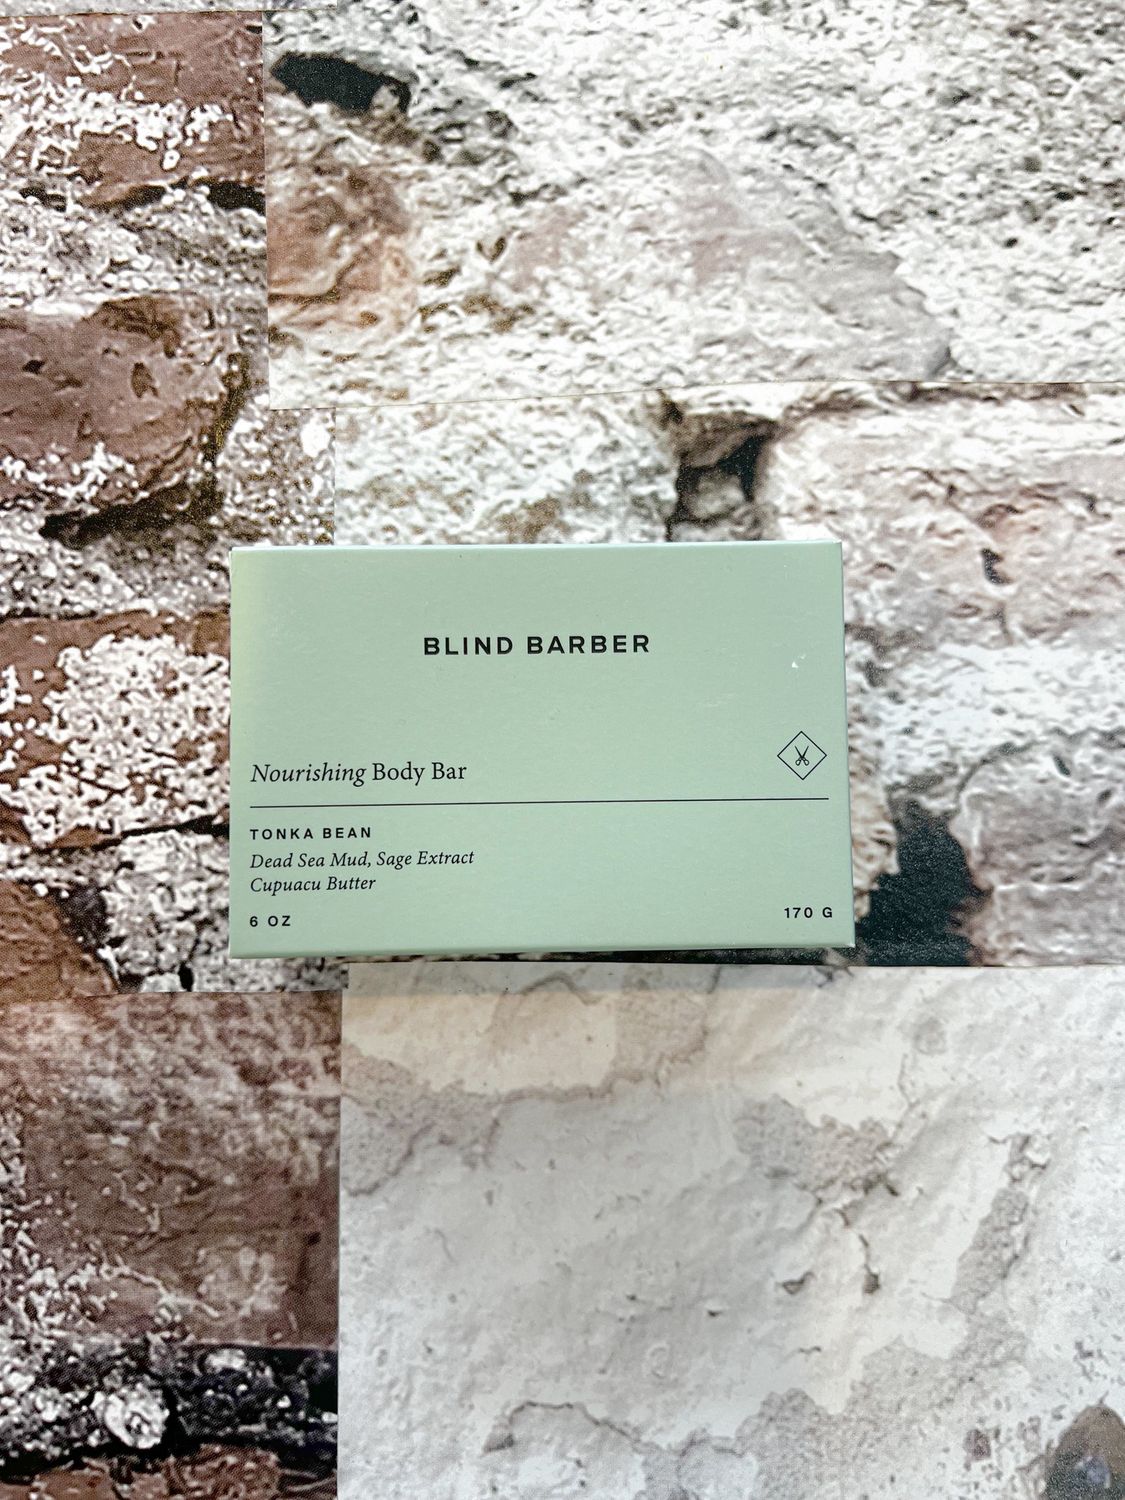 BLIND BARBER
Nourishing Body Bar
TONKA BEAN
Dead Sea Mud, Sage Extract
Cupuacu Butter
6 OZ
170 G